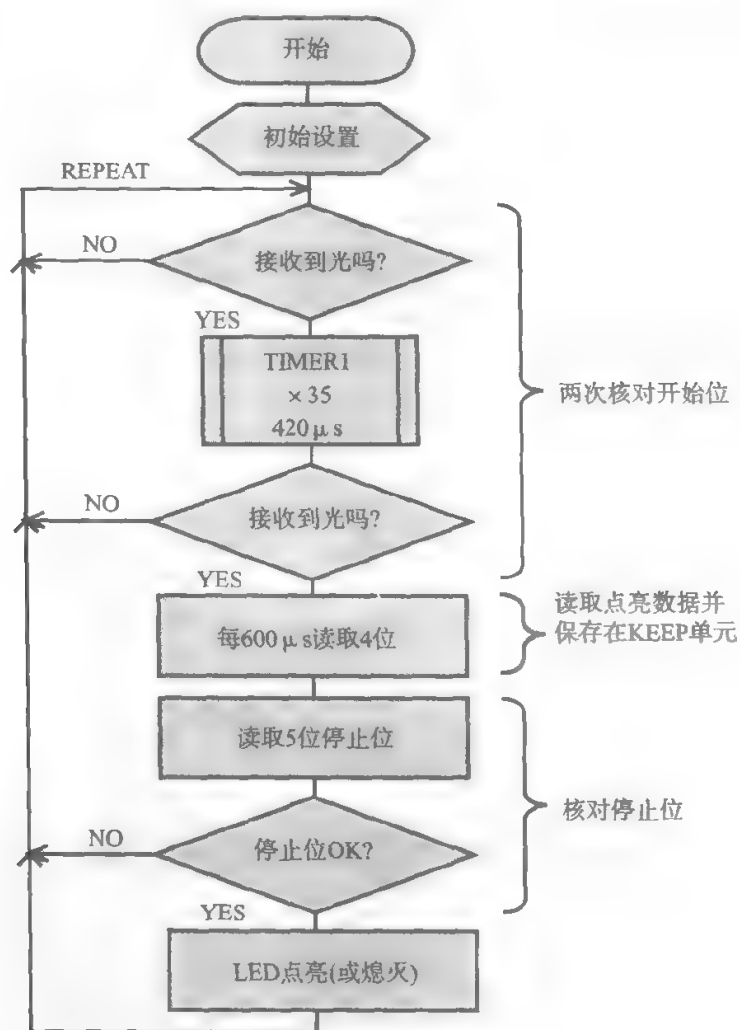 开始
初始设置
REPEAT
NO
接收到光吗?
YES
TIMER1
×35
420μs
两次核对开始位
NO
接收到光吗?
YES
每600μs读取4位
读取点亮数据并
保存在KEEP单元
读取5位停止位
核对停止位
NO
停止位OK?
YES
LED点亮(或熄灭)